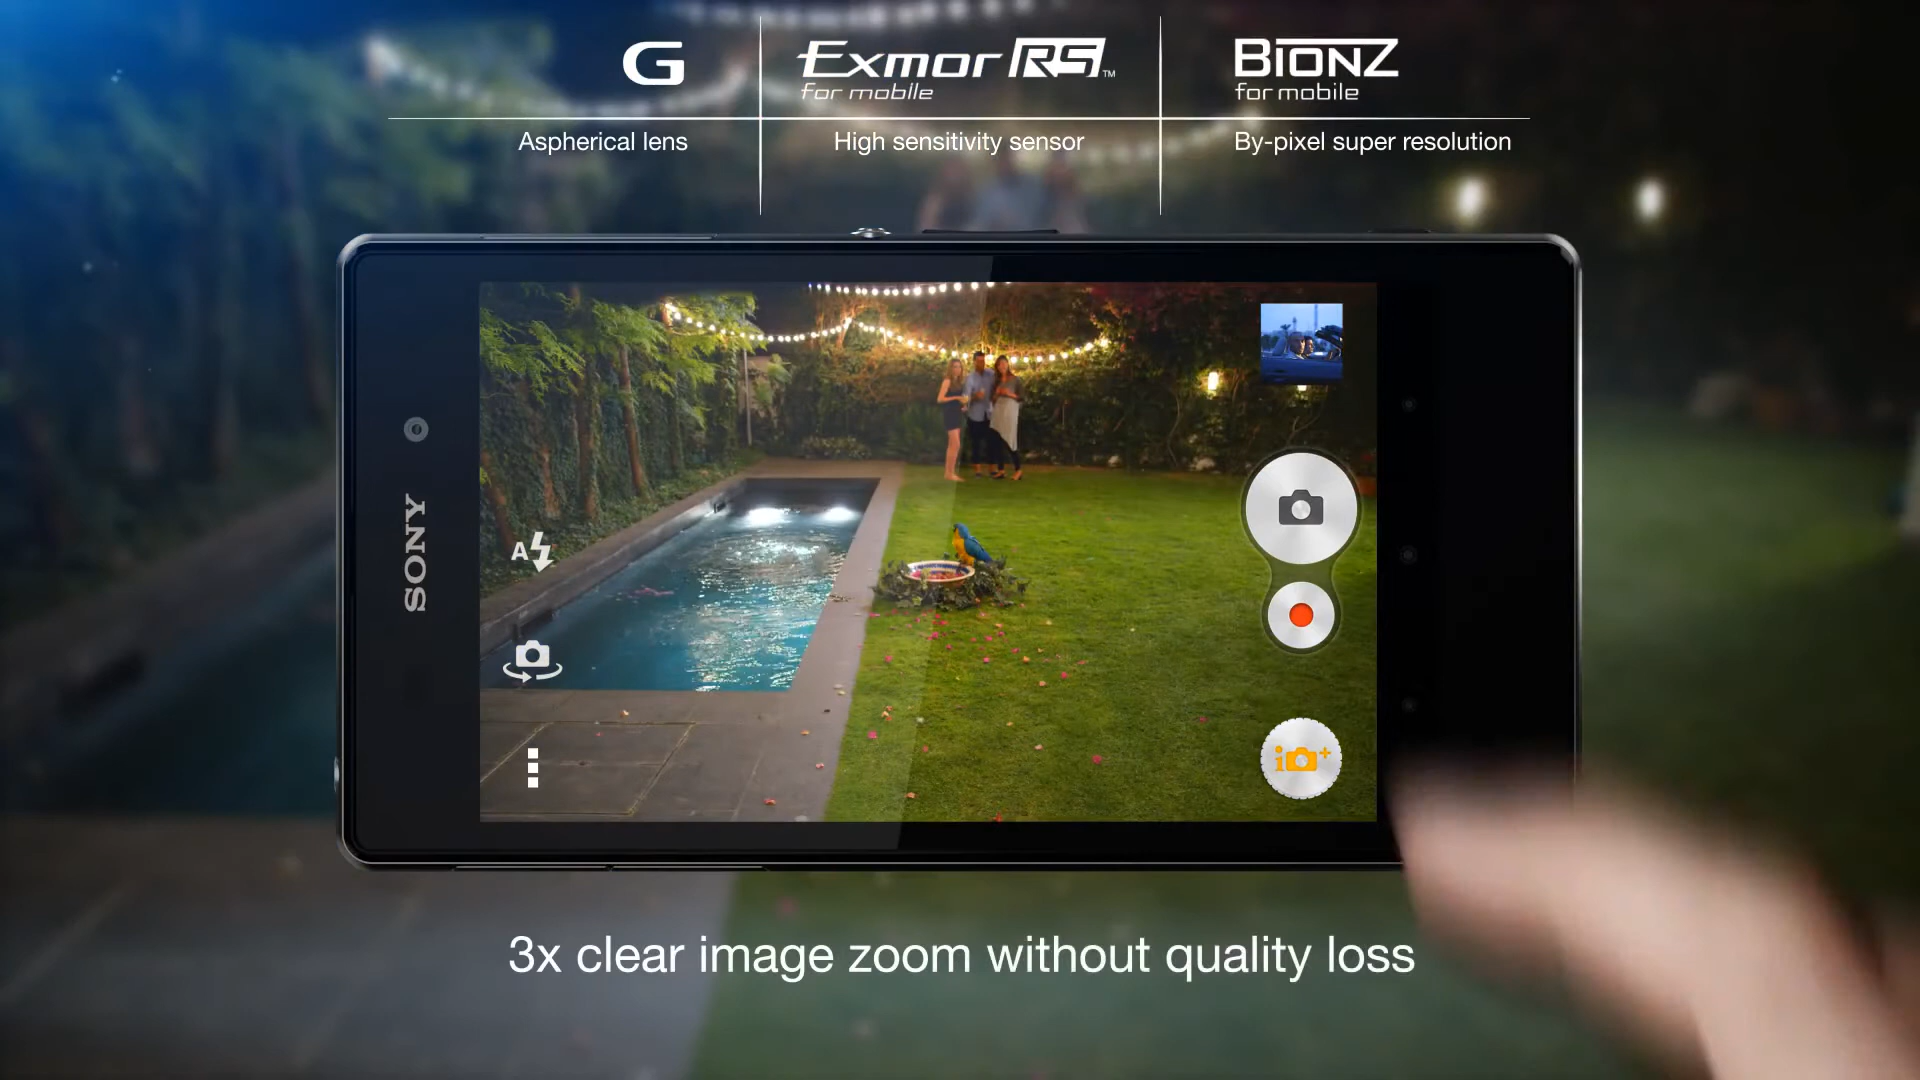 G
Exmor RS™
for mobile
BIONZ
for mobile
Aspherical lens
High sensitivity sensor
By-pixel super resolution
SONY
A
i +
3x clear image zoom without quality loss